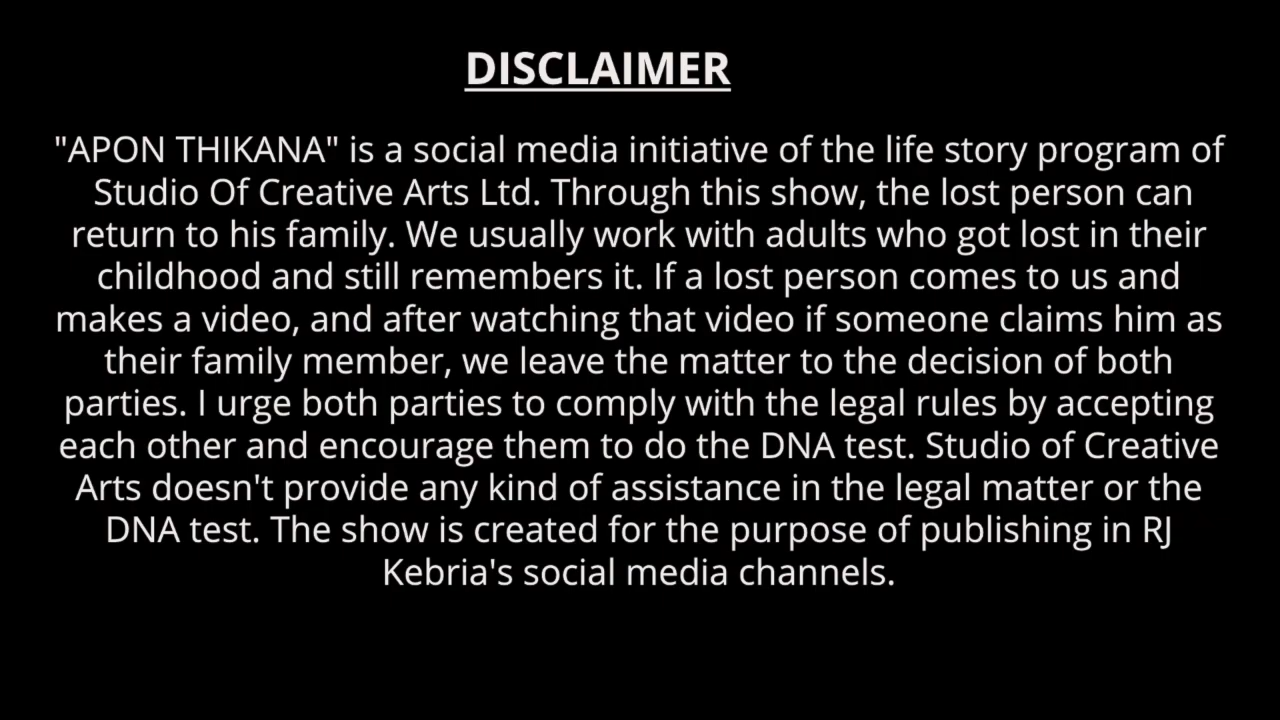 DISCLAIMER
"APON THIKANA" is a social media initiative of the life story program of
Studio Of Creative Arts Ltd. Through this show, the lost person can
return to his family. We usually work with adults who got lost in their
childhood and still remembers it. If a lost person comes to us and
makes a video, and after watching that video if someone claims him as
their family member, we leave the matter to the decision of both
parties. I urge both parties to comply with the legal rules by accepting
each other and encourage them to do the DNA test. Studio of Creative
Arts doesn't provide any kind of assistance in the legal matter or the
DNA test. The show is created for the purpose of publishing in RJ
Kebria's social media channels.